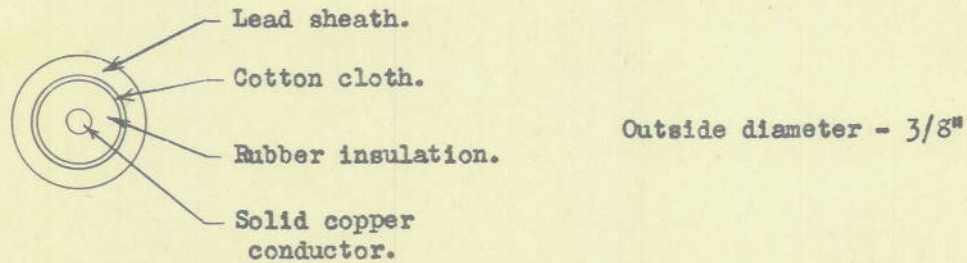 Lead sheath.
Cotton cloth.
Outside diameter - 3/8"
Rubber insulation.
Solid copper
conductor.